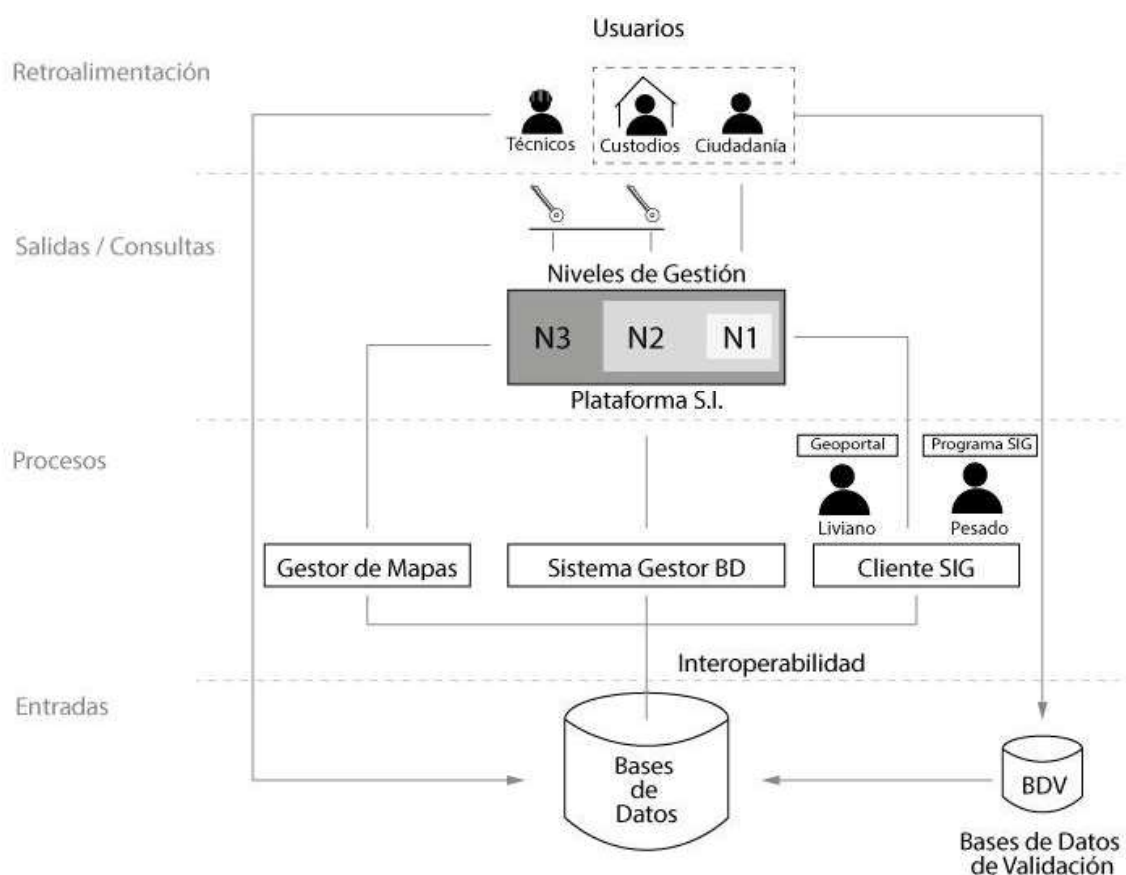 Usuarios
Retroalimentación
Técnicos
Custodios
Ciudadanía
Salidas / Consultas
Niveles de Gestión
N3
N2
N1
Plataforma S.I.
Procesos
Geoportal
Programa SIG
Liviano
Pesado
Gestor de Mapas
Sistema Gestor BD
Cliente SIG
Interoperabilidad
Entradas
Bases
de
Datos
BDV
Bases de Datos
de Validación